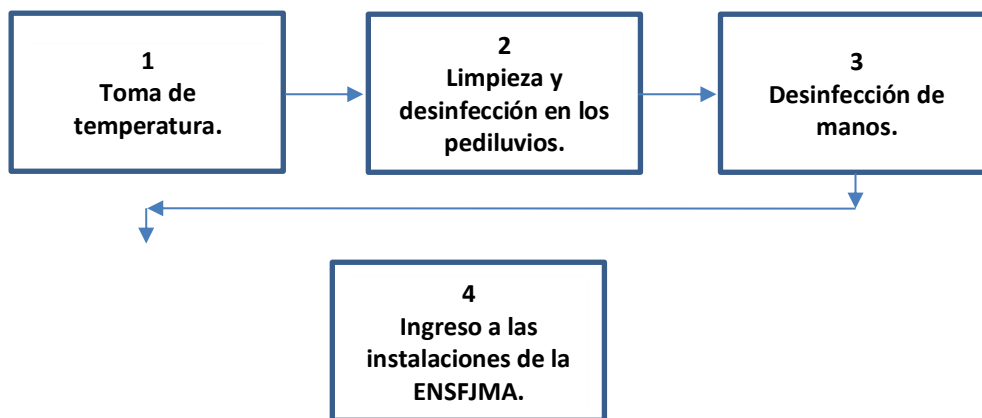 1
Toma de
temperatura.
2
Limpieza y
desinfección en los
pediluvios.
3
Desinfección de
manos.
4
Ingreso a las
instalaciones de la
ENSFJMA.